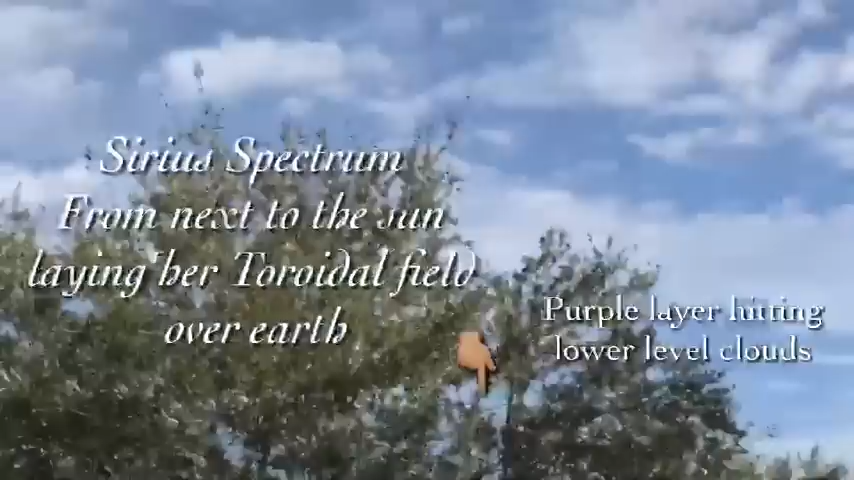 Sirius Spectrum
From next to the sun
laying her Toroidal field
over earth
Purple layer hitting
lower level clouds